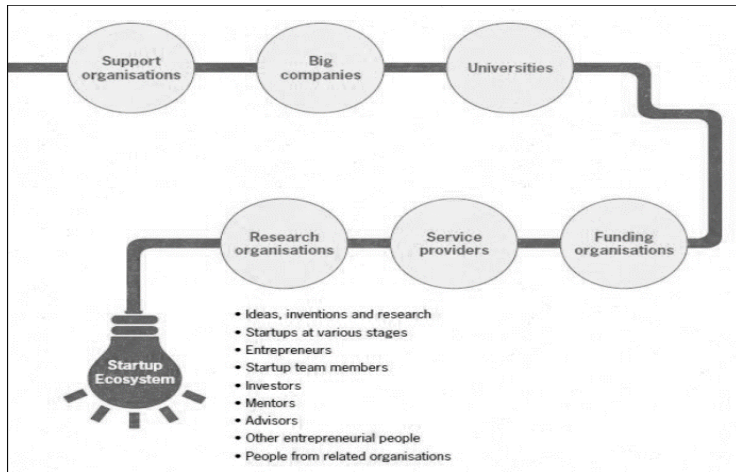 Support
organisations
Big
companies
Universities
Research
organisations
Service
providers
Funding
organisations
Startup
Ecosystem
• Ideas, inventions and research
• Startups at various stages
• Entrepreneurs
• Startup team members
• Investors
• Mentors
• Advisors
• Other entrepreneurial people
• People from related organisations